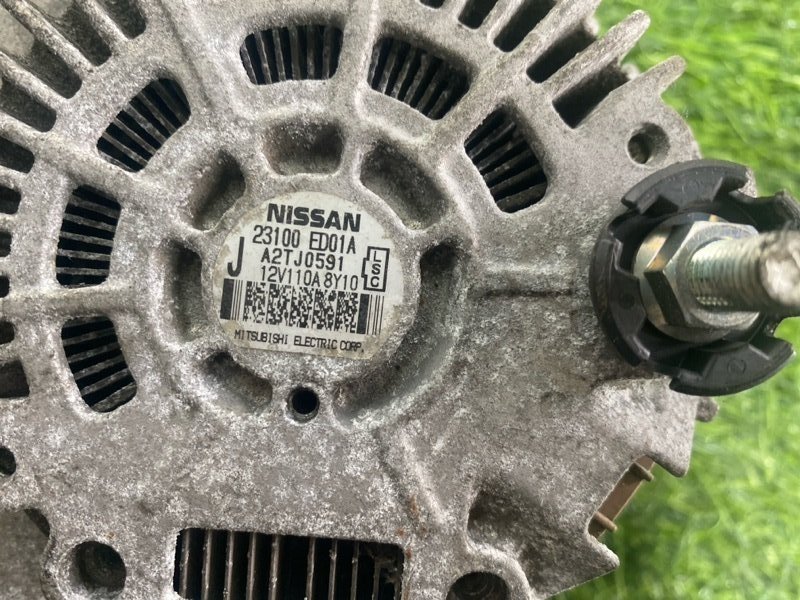 NISSAN
23100 ED01A
J A2TJ0591 LSC
12V110A 8Y10
MITSUBISHI ELECTRIC CORP.